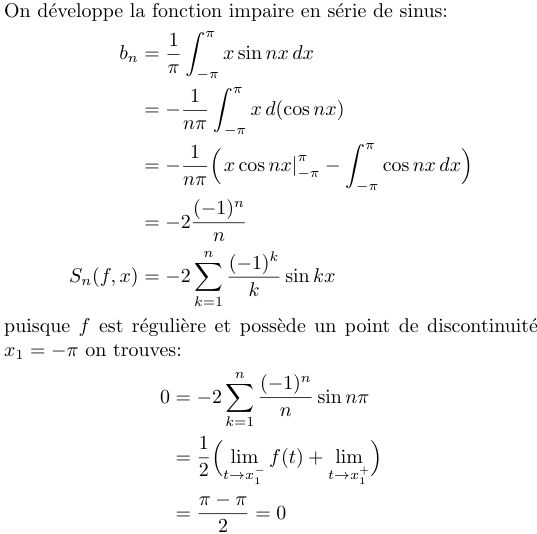 On développe la fonction impaire en série de sinus:
b_n = \frac{1}{\pi} \int_{-\pi}^{\pi} x \sin nx \, dx
= -\frac{1}{n\pi} \int_{-\pi}^{\pi} x \, d(\cos nx)
= -\frac{1}{n\pi} \Big( x \cos nx |_{-\pi}^{\pi} - \int_{-\pi}^{\pi} \cos nx \, dx \Big)
= -2 \frac{(-1)^n}{n}
S_n(f, x) = -2 \sum_{k=1}^{n} \frac{(-1)^k}{k} \sin kx
puisque f est régulière et possède un point de discontinuité
x_1 = -\pi on trouves:
0 = -2 \sum_{k=1}^{n} \frac{(-1)^n}{n} \sin n\pi
= \frac{1}{2} \Big( \lim_{t \to x_1^-} f(t) + \lim_{t \to x_1^+} \Big)
= \frac{\pi - \pi}{2} = 0